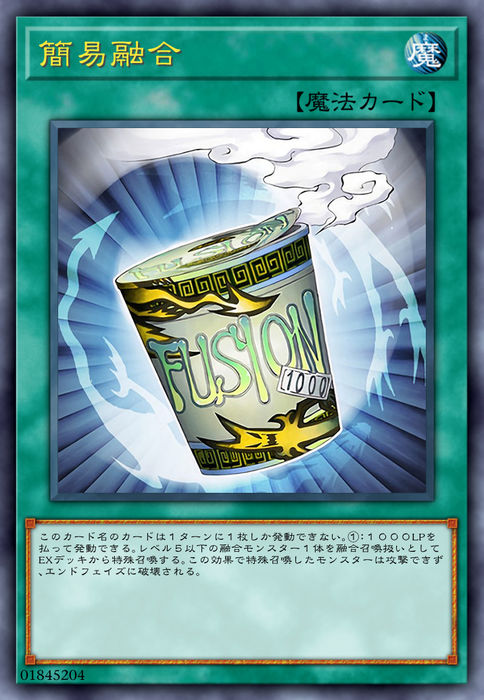 簡易融合
魔
【魔法カード】
FUSION
FUSION
1000
このカード名のカードは1ターンに1枚しか発動できない。①:1000LPを
払って発動できる。レベル5以下の融合モンスター1体を融合召喚扱いとして
EXデッキから特殊召喚する。この効果で特殊召喚したモンスターは攻撃できず
、エンドフェイズに破壊される。
01845204